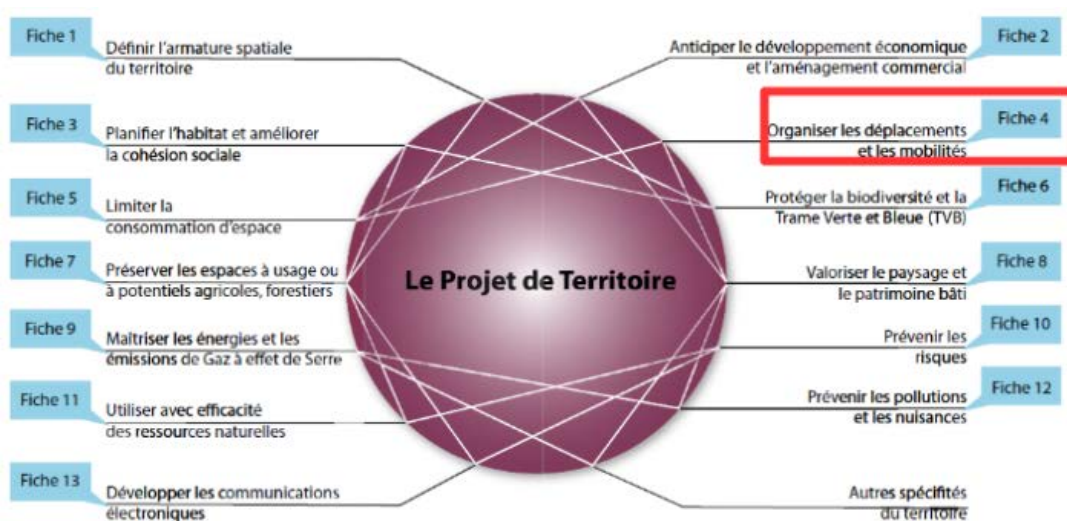 Fiche 1
Définir l'armature spatiale
du territoire
Fiche 2
Anticiper le développement économique
et l'aménagement commercial
Fiche 3
Planifier l'habitat et améliorer
la cohésion sociale
Fiche 4
Organiser les déplacements
et les mobilités
Fiche 5
Limiter la
consommation d'espace
Fiche 6
Protéger la biodiversité et la
Trame Verte et Bleue (TVB)
Fiche 7
Préserver les espaces à usage ou
à potentiels agricoles, forestiers
Le Projet de Territoire
Fiche 8
Valoriser le paysage et
le patrimoine bâti
Fiche 9
Maîtriser les énergies et les
émissions de Gaz à effet de Serre
Fiche 10
Prévenir les
risques
Fiche 11
Utiliser avec efficacité
des ressources naturelles
Fiche 12
Prévenir les pollutions
et les nuisances
Fiche 13
Développer les communications
électroniques
Autres spécifités
du territoire